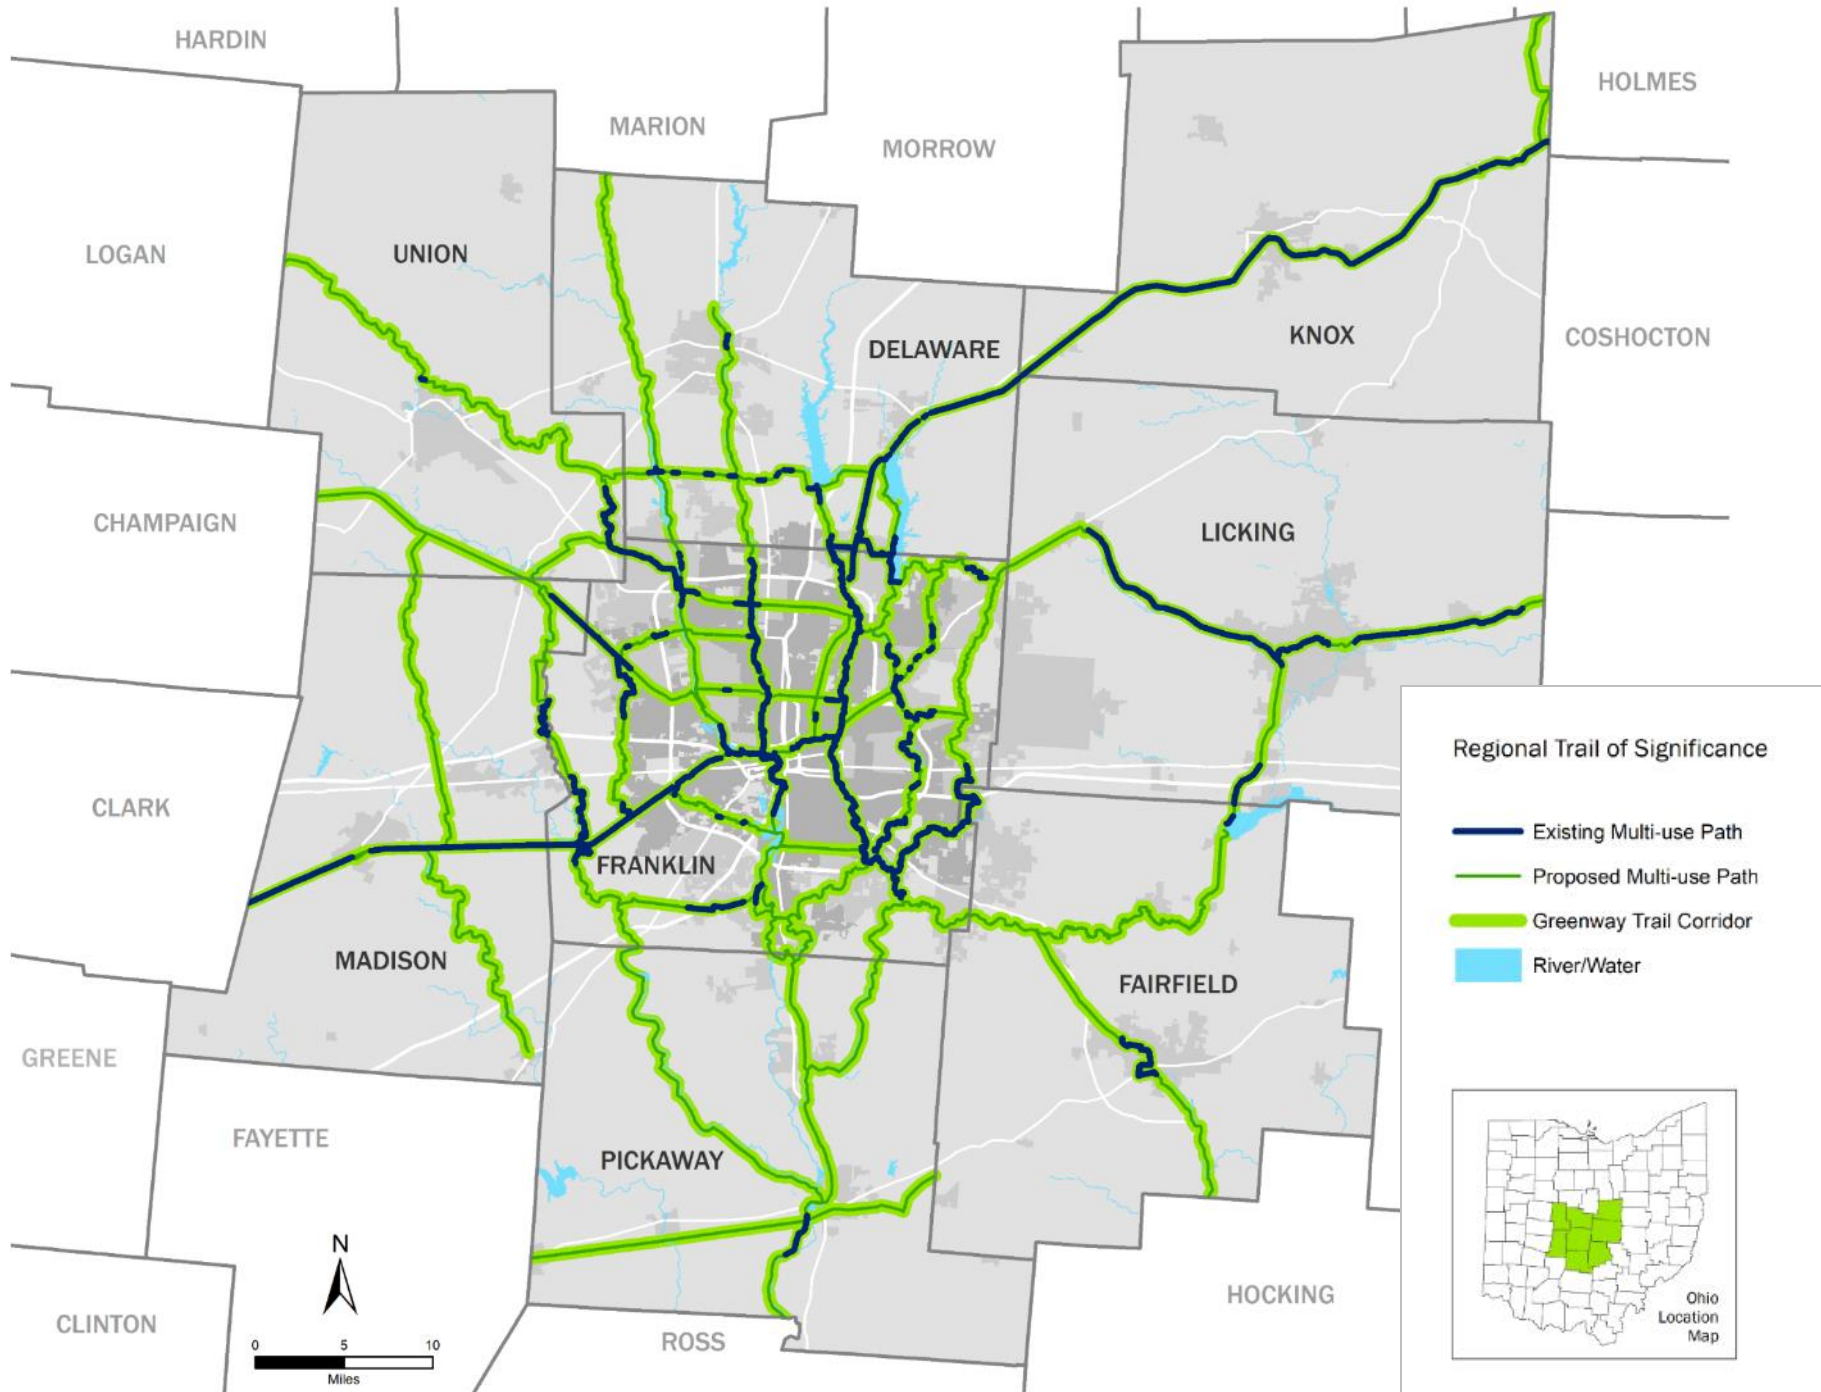 HARDIN
HOLMES
MARION
MORROW
LOGAN
UNION
DELAWARE
KNOX
COSHOCTON
CHAMPAIGN
LICKING
Regional Trail of Significance
Existing Multi-use Path
Proposed Multi-use Path
Greenway Trail Corridor
River/Water
CLARK
FRANKLIN
MADISON
FAIRFIELD
GREENE
FAYETTE
PICKAWAY
N
0 5 10
Miles
CLINTON
ROSS
HOCKING
Ohio
Location
Map